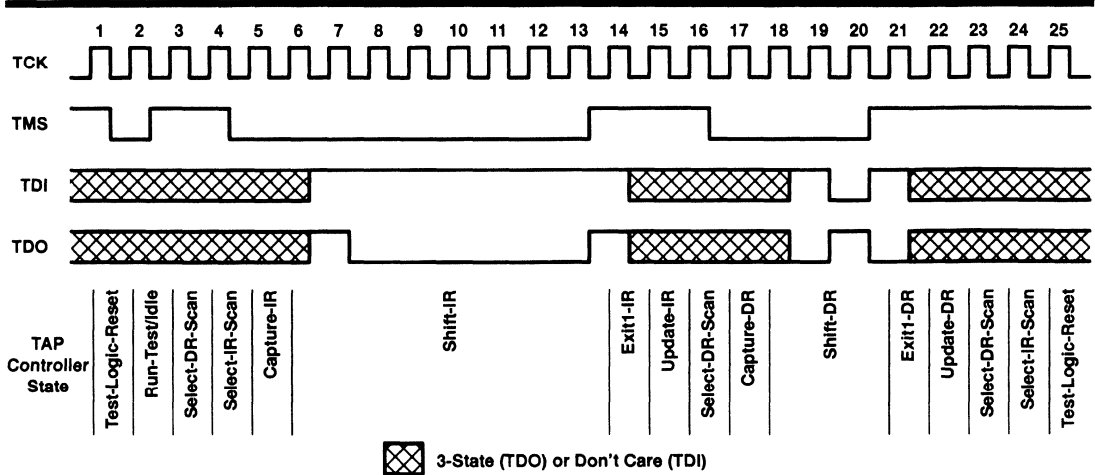 1 2 3 4 5 6 7 8 9 10 11 12 13 14 15 16 17 18 19 20 21 22 23 24 25
TCK
TMS
TDI
TDO
TAP
Controller
State
Test-Logic-Reset
Run-Test/Idle
Select-DR-Scan
Select-IR-Scan
Capture-IR
Shift-IR
Exit1-IR
Update-IR
Select-DR-Scan
Capture-DR
Shift-DR
Exit1-DR
Update-DR
Select-DR-Scan
Select-IR-Scan
Test-Logic-Reset
3-State (TDO) or Don't Care (TDI)